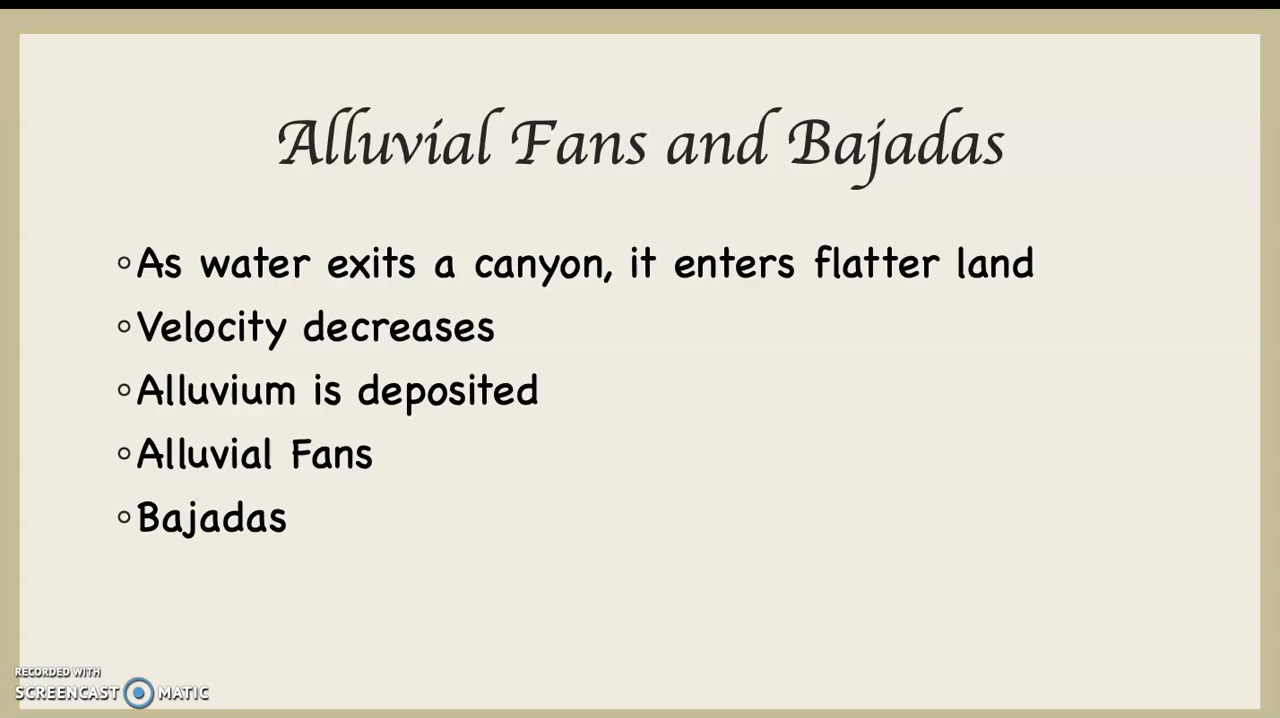 Alluvial Fans and Bajadas
◦As water exits a canyon, it enters flatter land
◦Velocity decreases
◦Alluvium is deposited
◦Alluvial Fans
◦Bajadas
RECORDED WITH
SCREENCAST MATIC